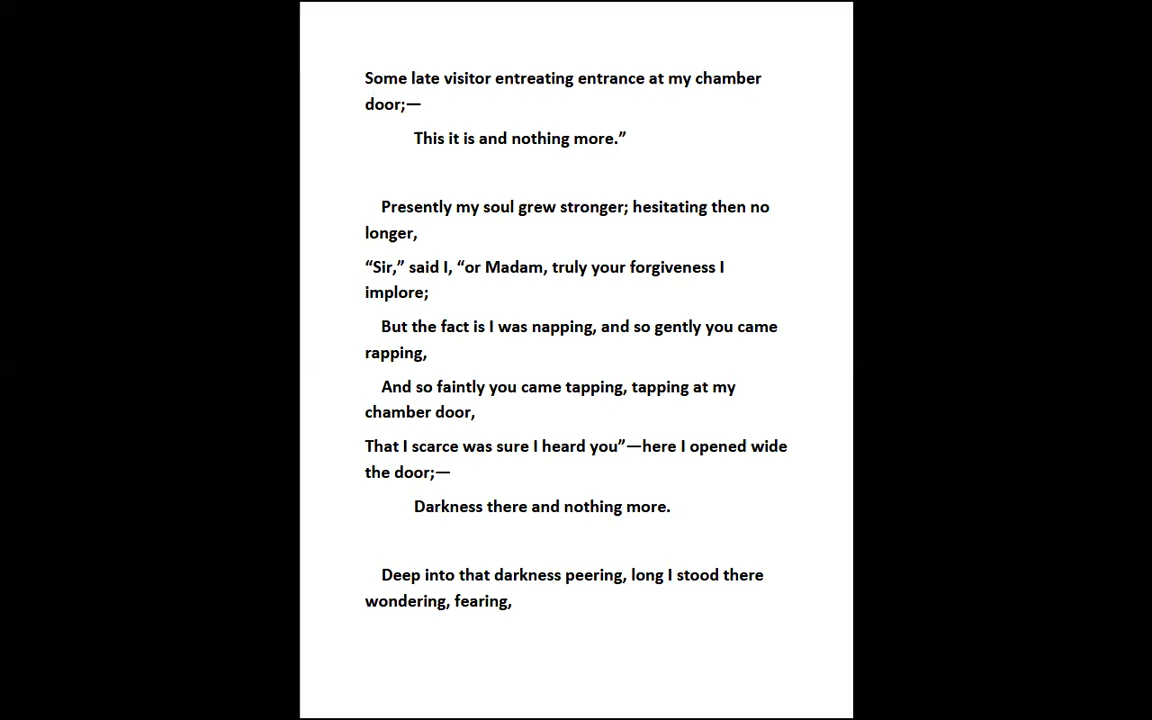 Some late visitor entreating entrance at my chamber
door;—
This it is and nothing more.”
Presently my soul grew stronger; hesitating then no
longer,
“Sir,” said I, “or Madam, truly your forgiveness I
implore;
But the fact is I was napping, and so gently you came
rapping,
And so faintly you came tapping, tapping at my
chamber door,
That I scarce was sure I heard you”—here I opened wide
the door;—
Darkness there and nothing more.
Deep into that darkness peering, long I stood there
wondering, fearing,